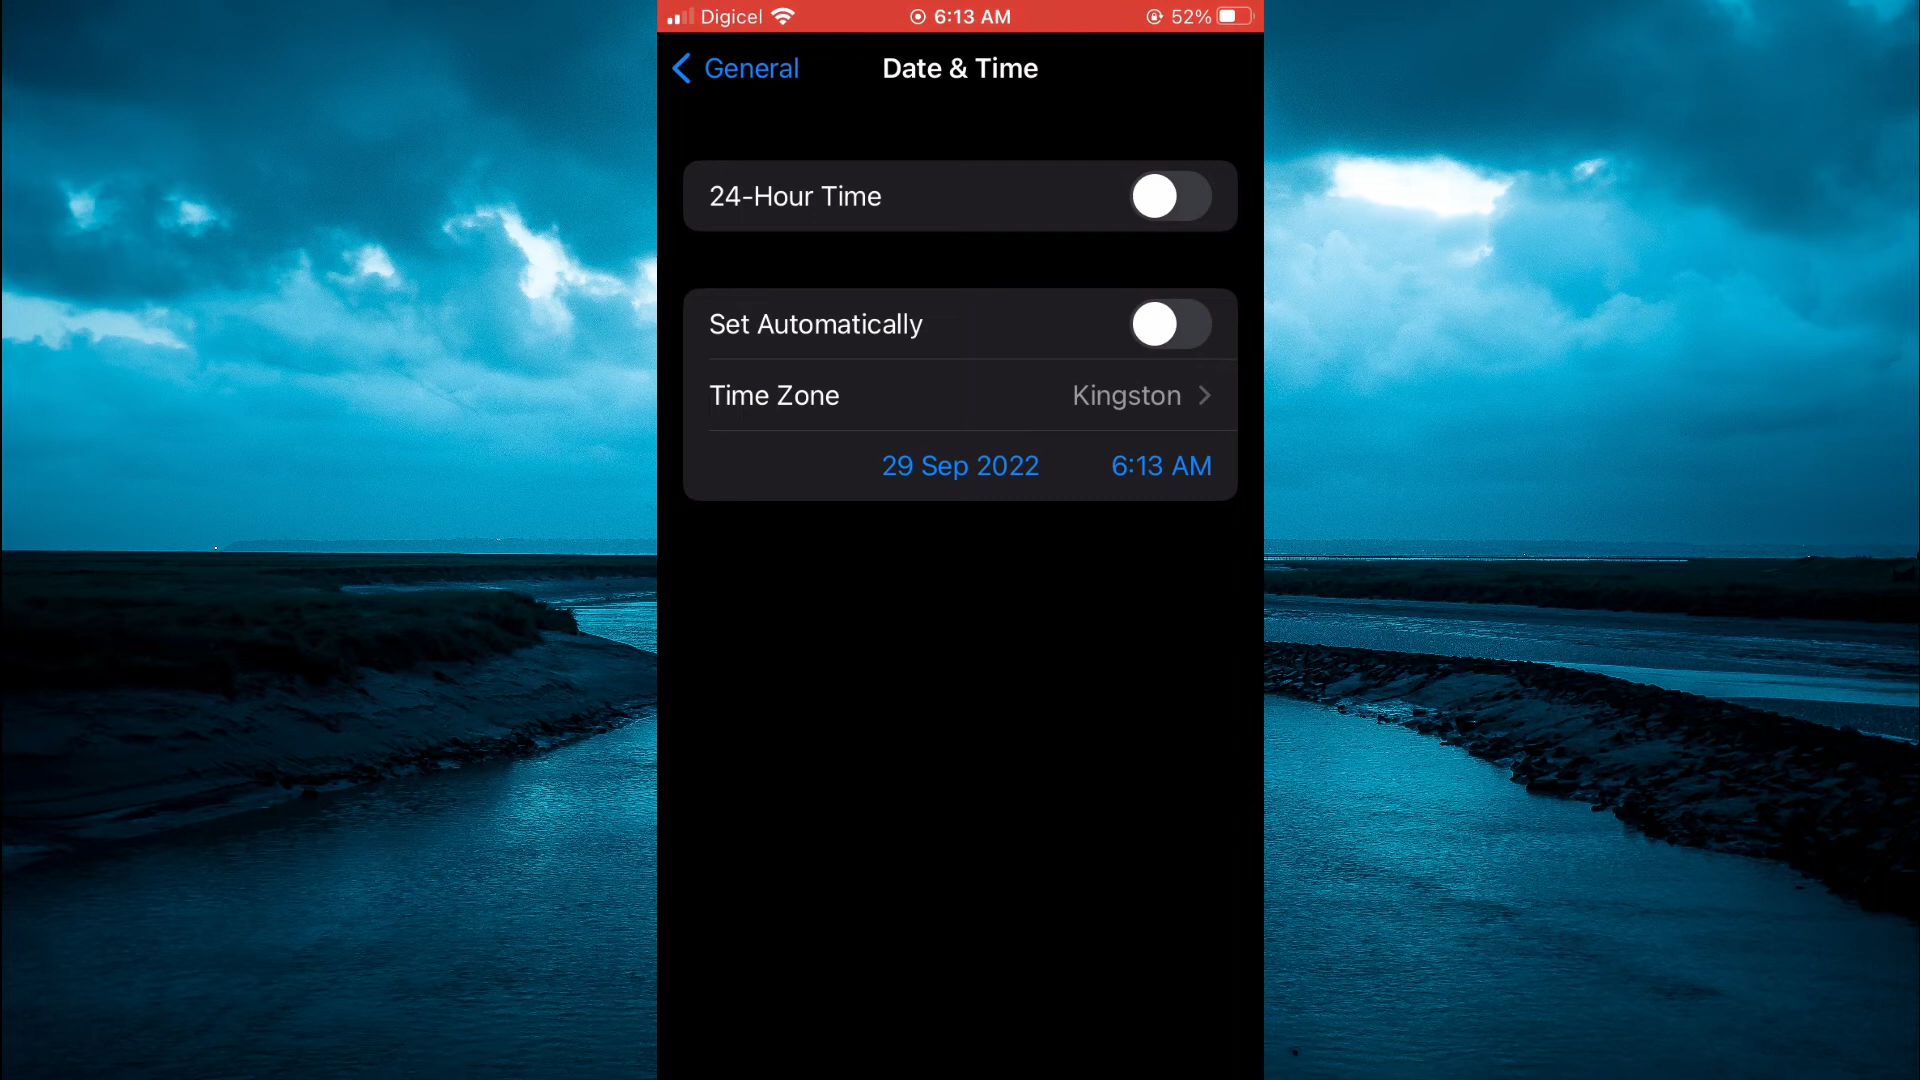 Digicel 6:13 AM 52%
General Date & Time
24-Hour Time
Set Automatically
Time Zone Kingston
29 Sep 2022 6:13 AM